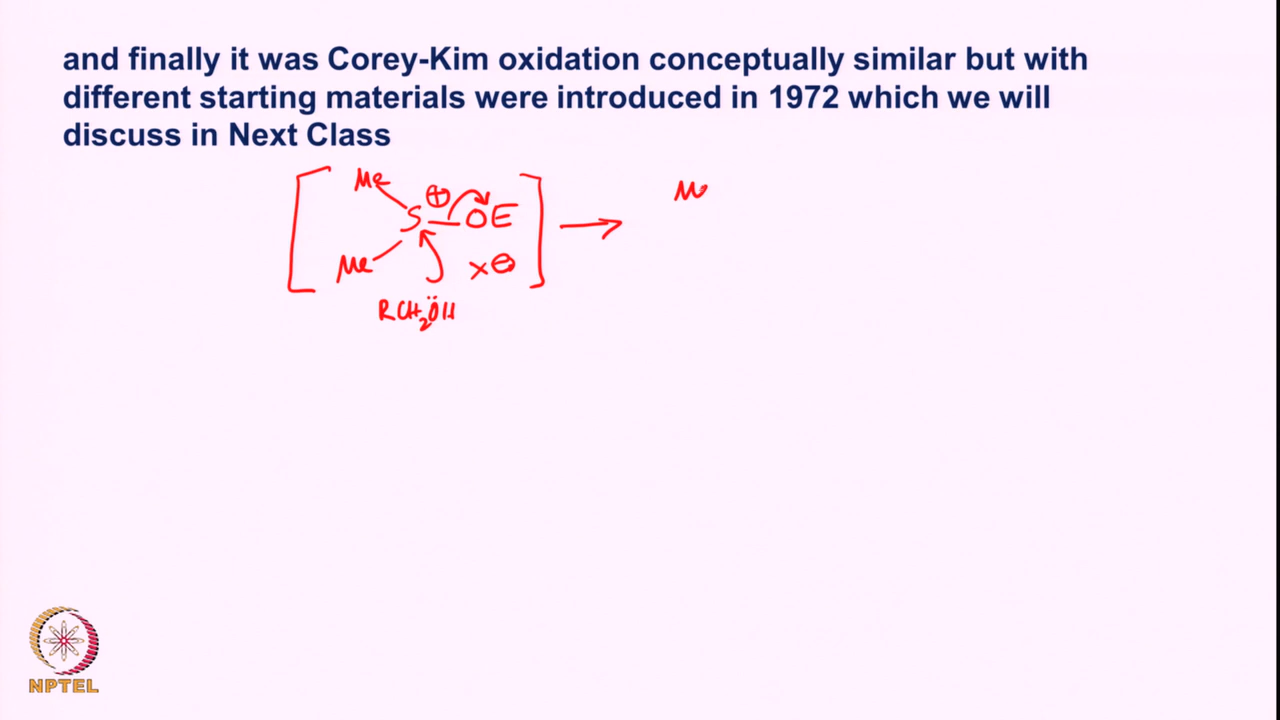 and finally it was Corey-Kim oxidation conceptually similar but with
different starting materials were introduced in 1972 which we will
discuss in Next Class
Me
S⊕—OE
Me
X⊖
RCH₂ÖH
M
NPTEL